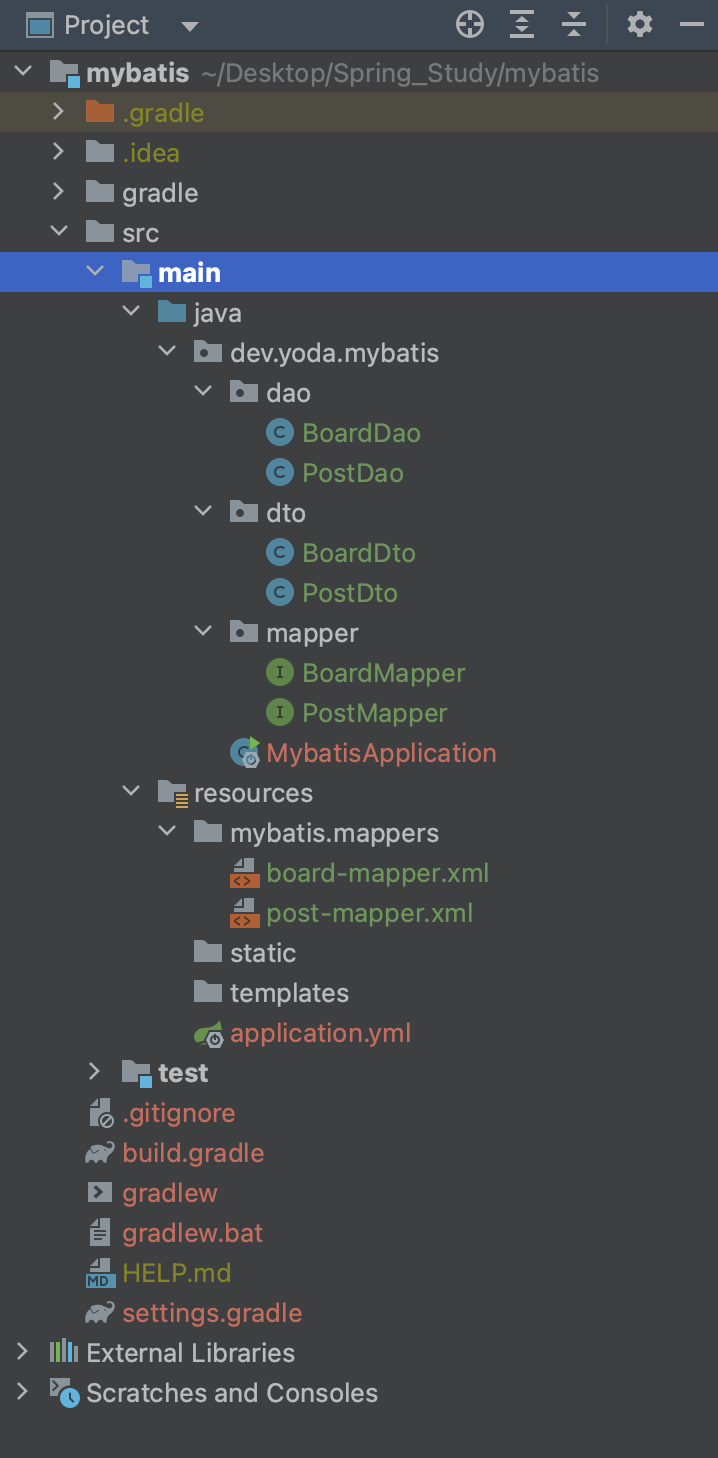 Project
mybatis ~/Desktop/Spring_Study/mybatis
.gradle
.idea
gradle
src
main
java
dev.yoda.mybatis
dao
C BoardDao
C PostDao
dto
C BoardDto
C PostDto
mapper
I BoardMapper
I PostMapper
MybatisApplication
resources
mybatis.mappers
board-mapper.xml
post-mapper.xml
static
templates
application.yml
test
.gitignore
build.gradle
gradlew
gradlew.bat
MD HELP.md
settings.gradle
External Libraries
Scratches and Consoles